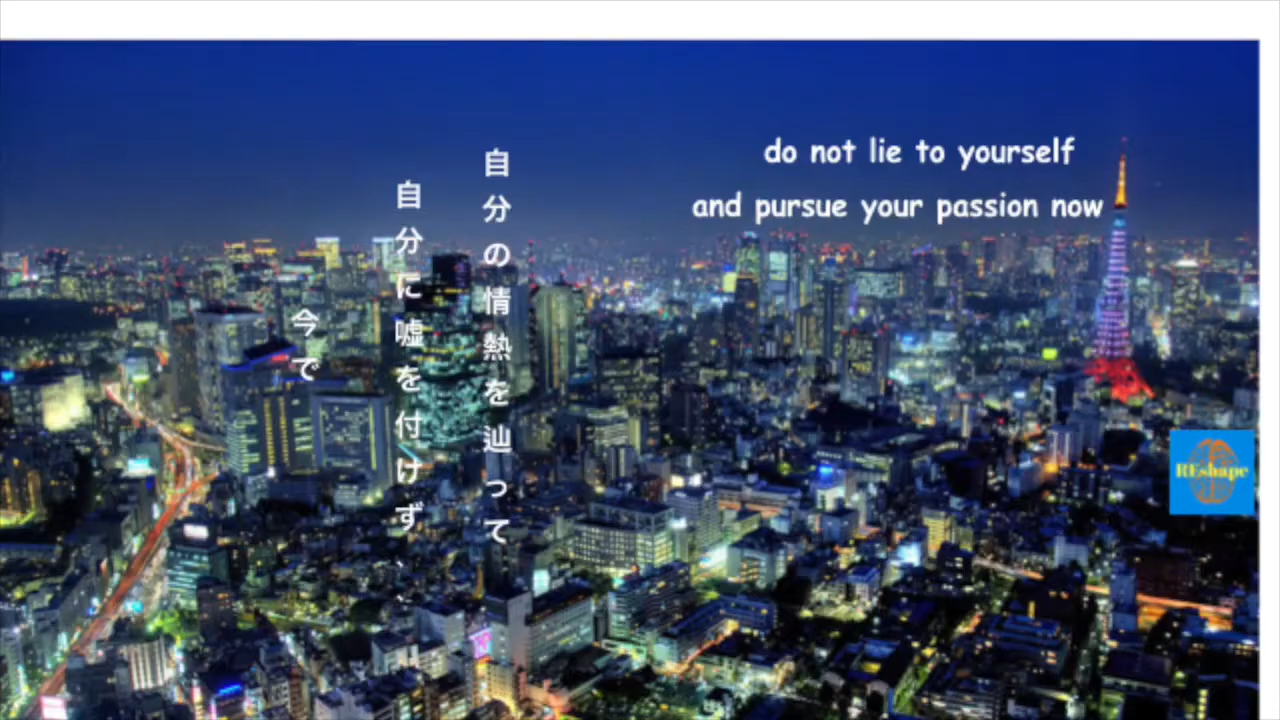 自分の情熱を辿って
自分に嘘を付けず
今で
do not lie to yourself
and pursue your passion now
REshape